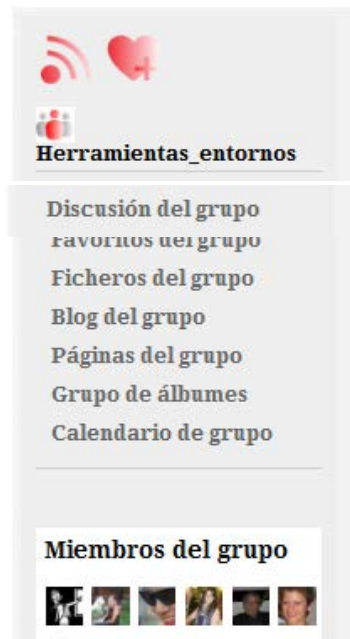 Herramientas_entornos
Discusión del grupo
Favoritos del grupo
Ficheros del grupo
Blog del grupo
Páginas del grupo
Grupo de álbumes
Calendario de grupo
Miembros del grupo